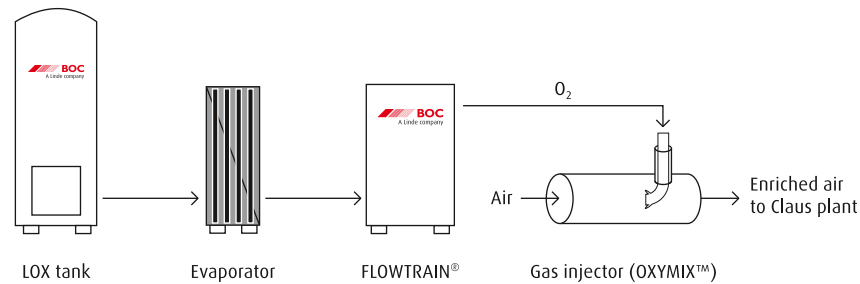 BOC
A Linde company
BOC
A Linde company
O₂
Air
Enriched air
to Claus plant
LOX tank
Evaporator
FLOWTRAIN®
Gas injector (OXYMIX™)